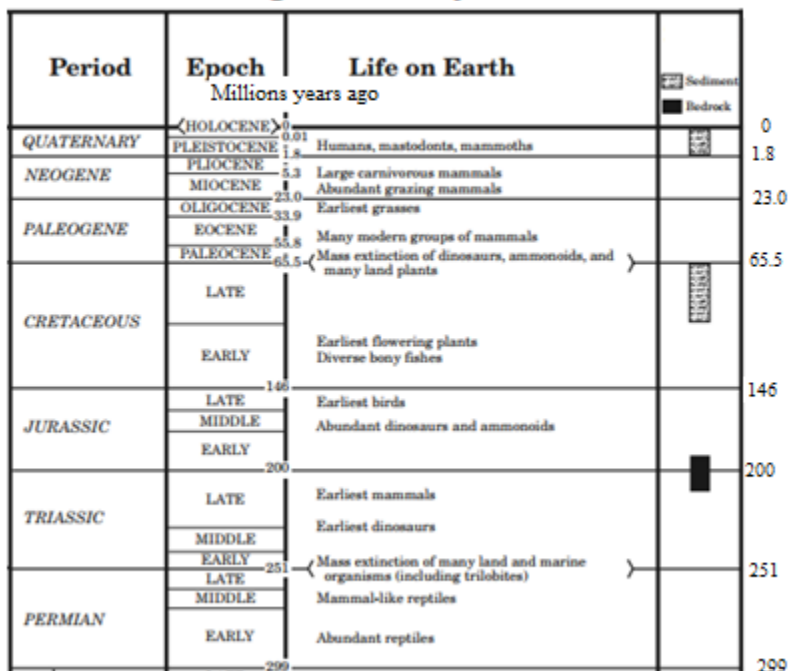 Period
Epoch
Life on Earth
Millions years ago
Sediment
Bedrock
QUATERNARY
HOLOCENE 0
0.01
PLEISTOCENE
1.8
Humans, mastodonts, mammoths
0
1.8
NEOGENE
PLIOCENE
5.3
MIOCENE
23.0
Large carnivorous mammals
Abundant grazing mammals
23.0
PALEOGENE
OLIGOCENE
33.9
EOCENE
55.8
PALEOCENE
65.5
Earliest grasses
Many modern groups of mammals
Mass extinction of dinosaurs, ammonoids, and
many land plants
65.5
CRETACEOUS
LATE
EARLY
146
Earliest flowering plants
Diverse bony fishes
146
JURASSIC
LATE
MIDDLE
EARLY
200
Earliest birds
Abundant dinosaurs and ammonoids
200
TRIASSIC
LATE
MIDDLE
EARLY
251
Earliest mammals
Earliest dinosaurs
Mass extinction of many land and marine
organisms (including trilobites)
251
PERMIAN
LATE
MIDDLE
EARLY
299
Mammal-like reptiles
Abundant reptiles
299